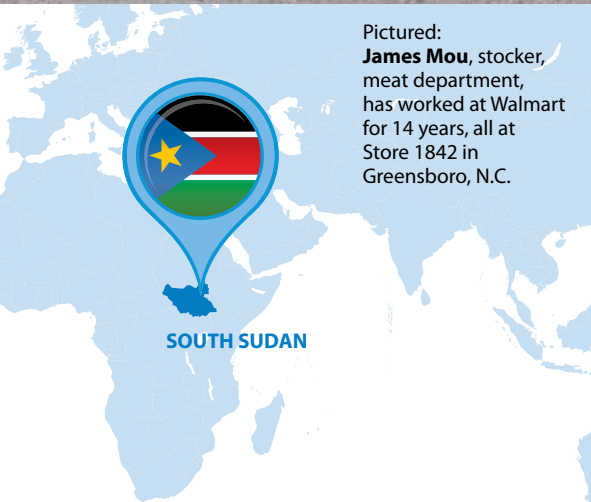 Pictured:
James Mou, stocker,
meat department,
has worked at Walmart
for 14 years, all at
Store 1842 in
Greensboro, N.C.
SOUTH SUDAN